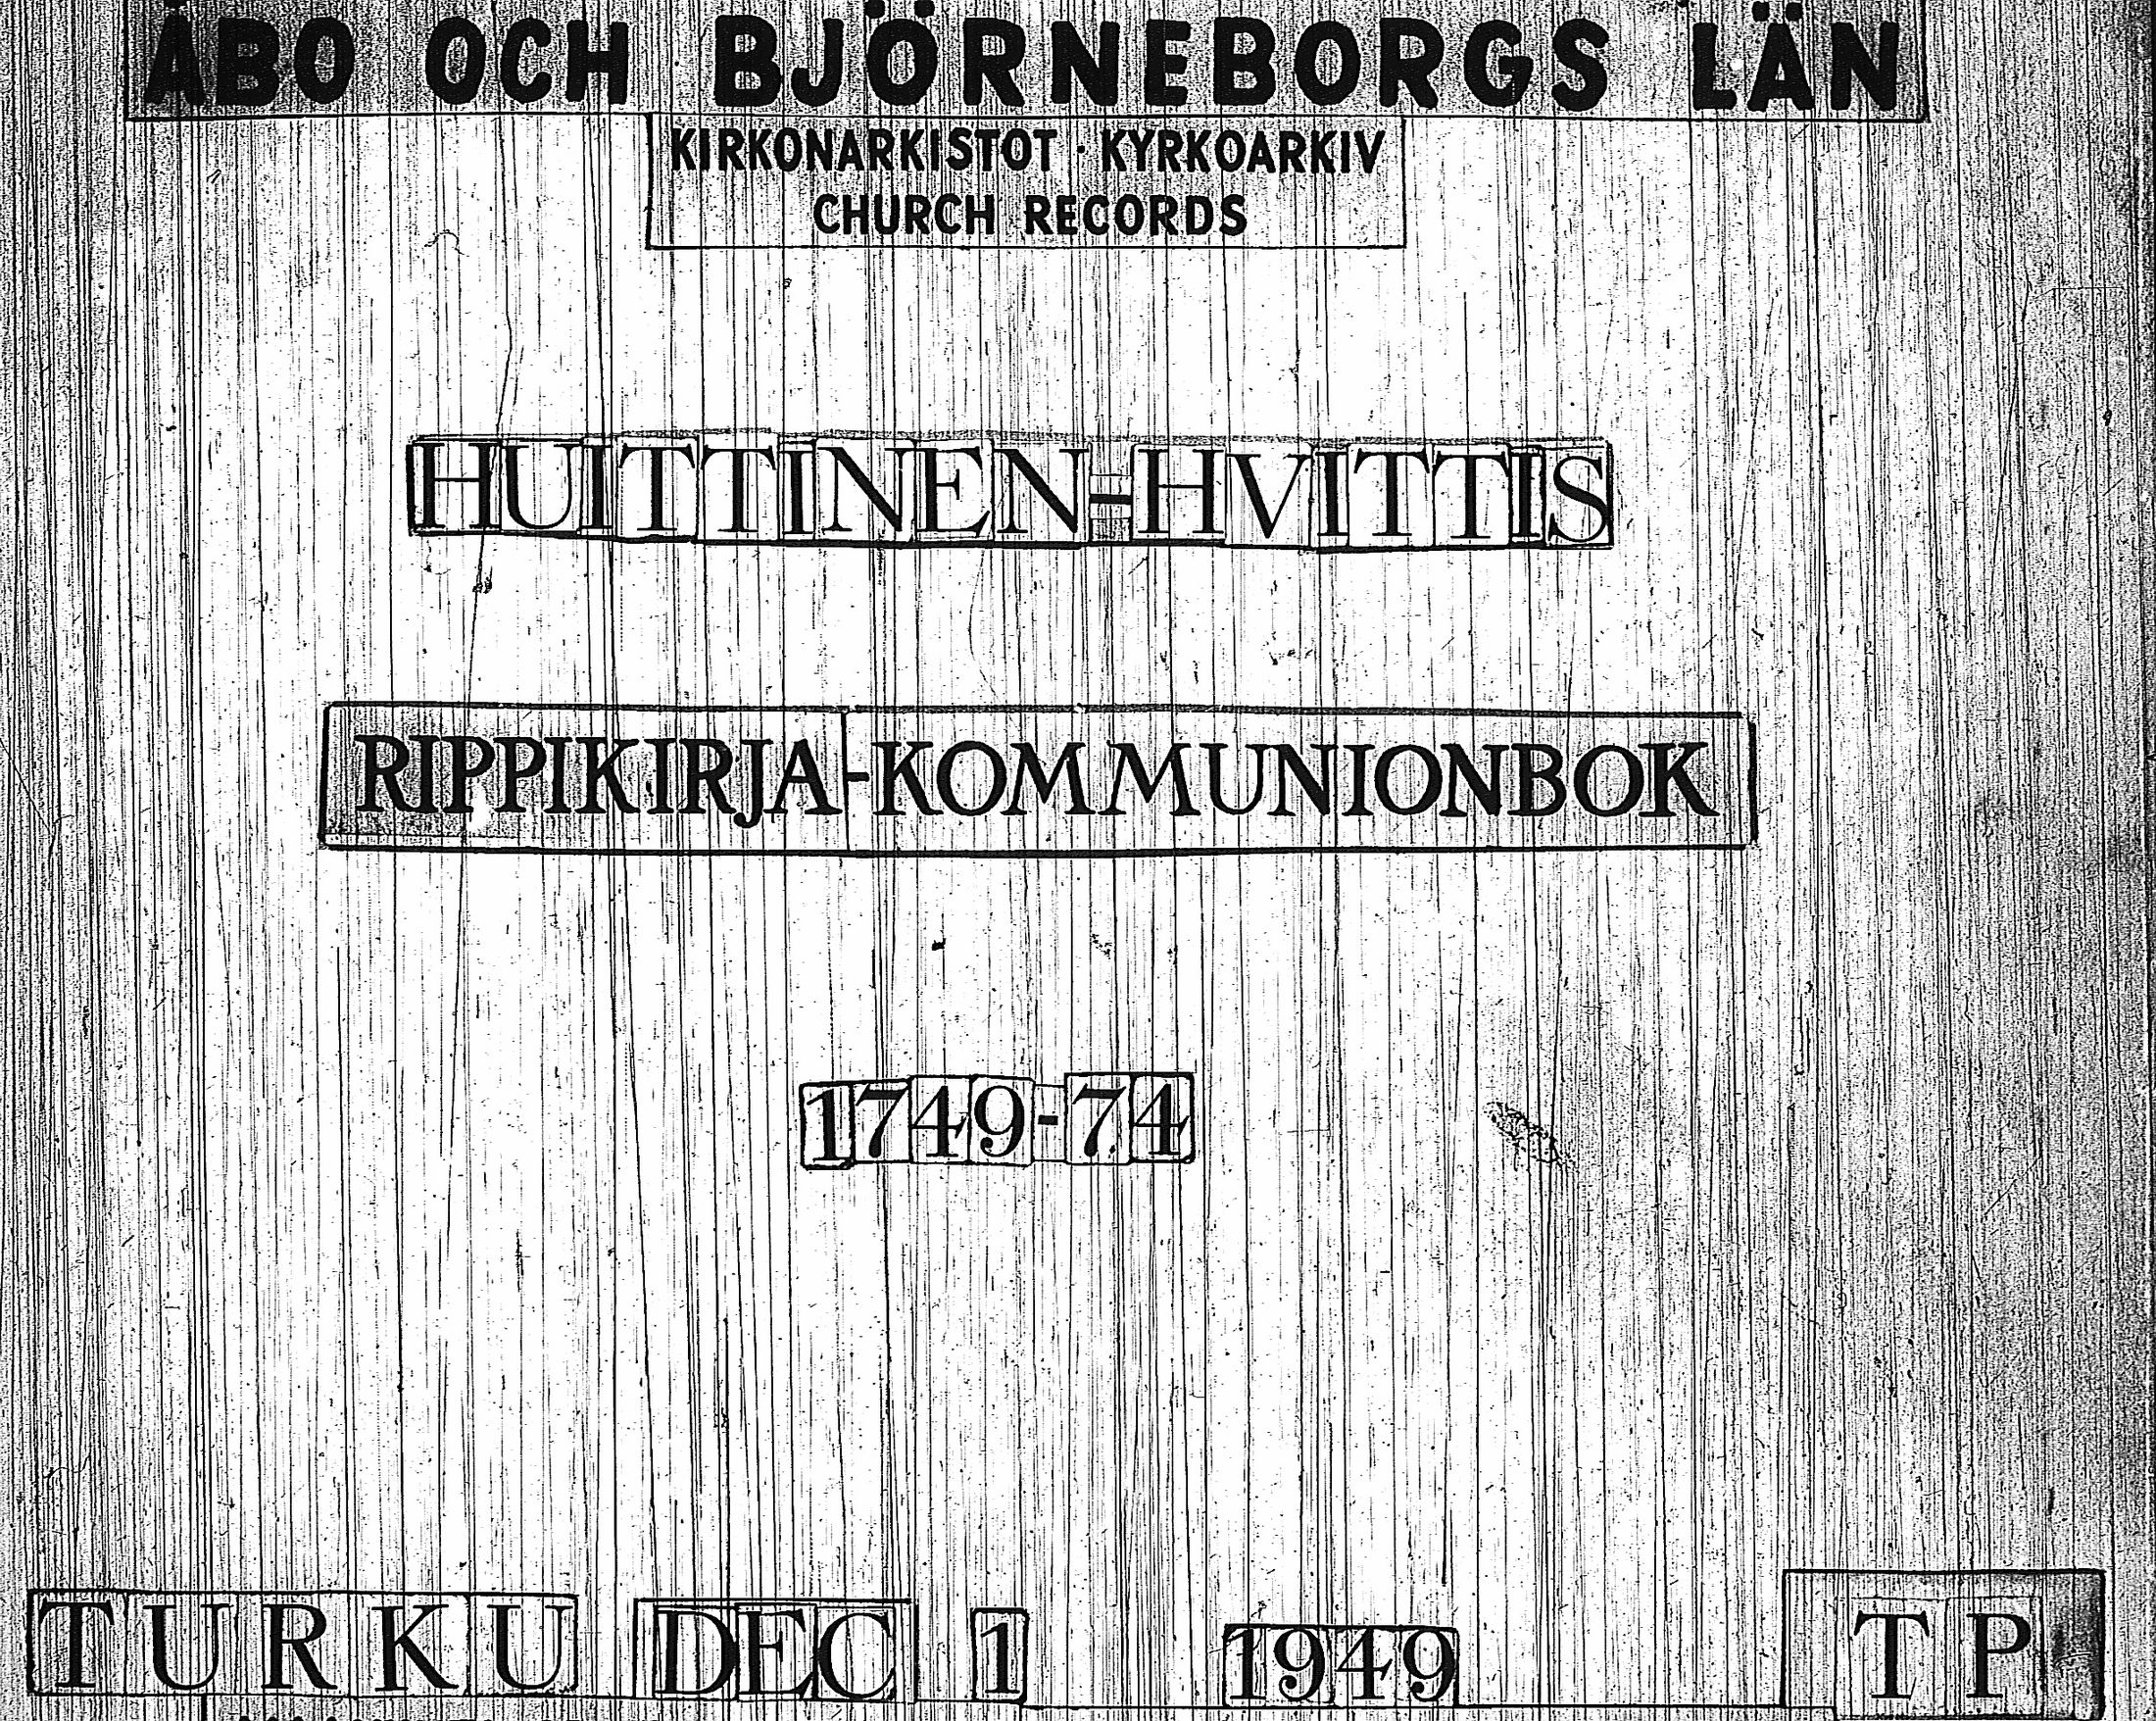 ÅBO OCH BJÖRNEBORGS LÄN
KIRKONARKISTOT · KYRKOARKIV
CHURCH RECORDS
HUITTINEN-HVITTIS
RIPPIKIRJA-KOMMUNIONBOK
1749-74
TURKU DEC 1 1949 TP